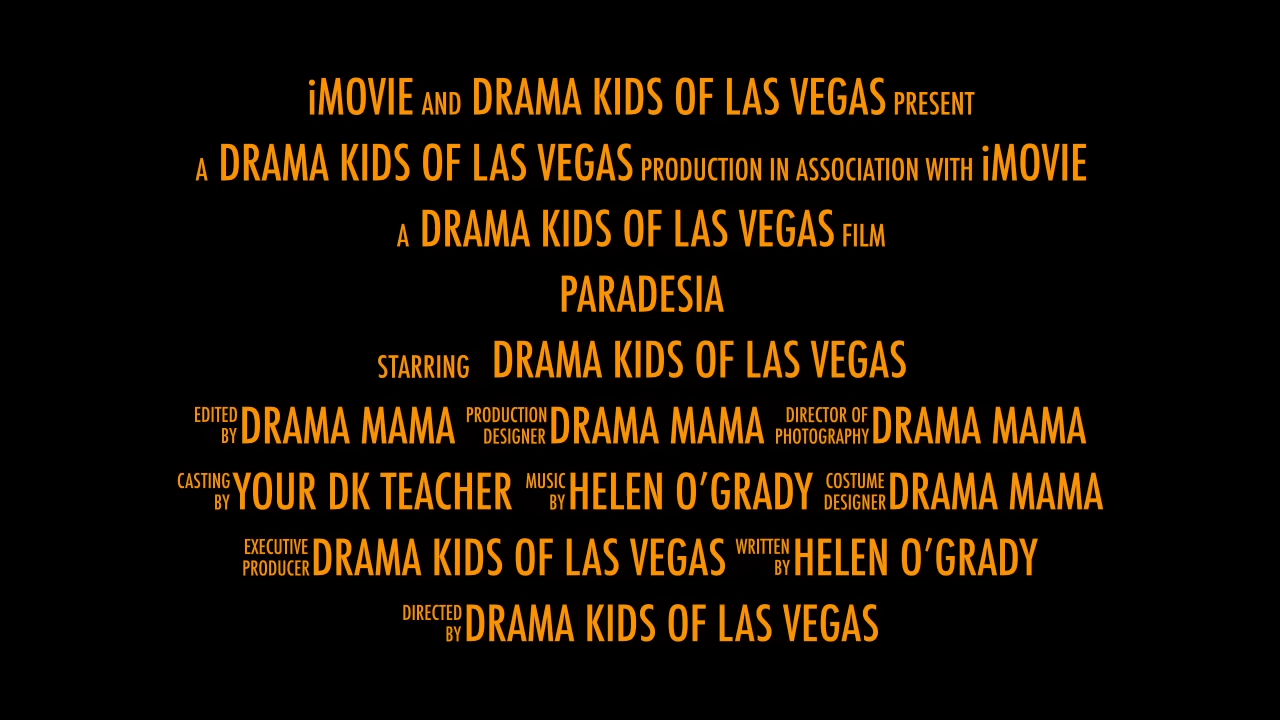 iMOVIE AND DRAMA KIDS OF LAS VEGAS PRESENT
A DRAMA KIDS OF LAS VEGAS PRODUCTION IN ASSOCIATION WITH iMOVIE
A DRAMA KIDS OF LAS VEGAS FILM
PARADESIA
STARRING DRAMA KIDS OF LAS VEGAS
EDITED BY DRAMA MAMA PRODUCTION DESIGNER DRAMA MAMA DIRECTOR OF PHOTOGRAPHY DRAMA MAMA
CASTING BY YOUR DK TEACHER MUSIC BY HELEN O'GRADY COSTUME DESIGNER DRAMA MAMA
EXECUTIVE PRODUCER DRAMA KIDS OF LAS VEGAS WRITTEN BY HELEN O'GRADY
DIRECTED BY DRAMA KIDS OF LAS VEGAS